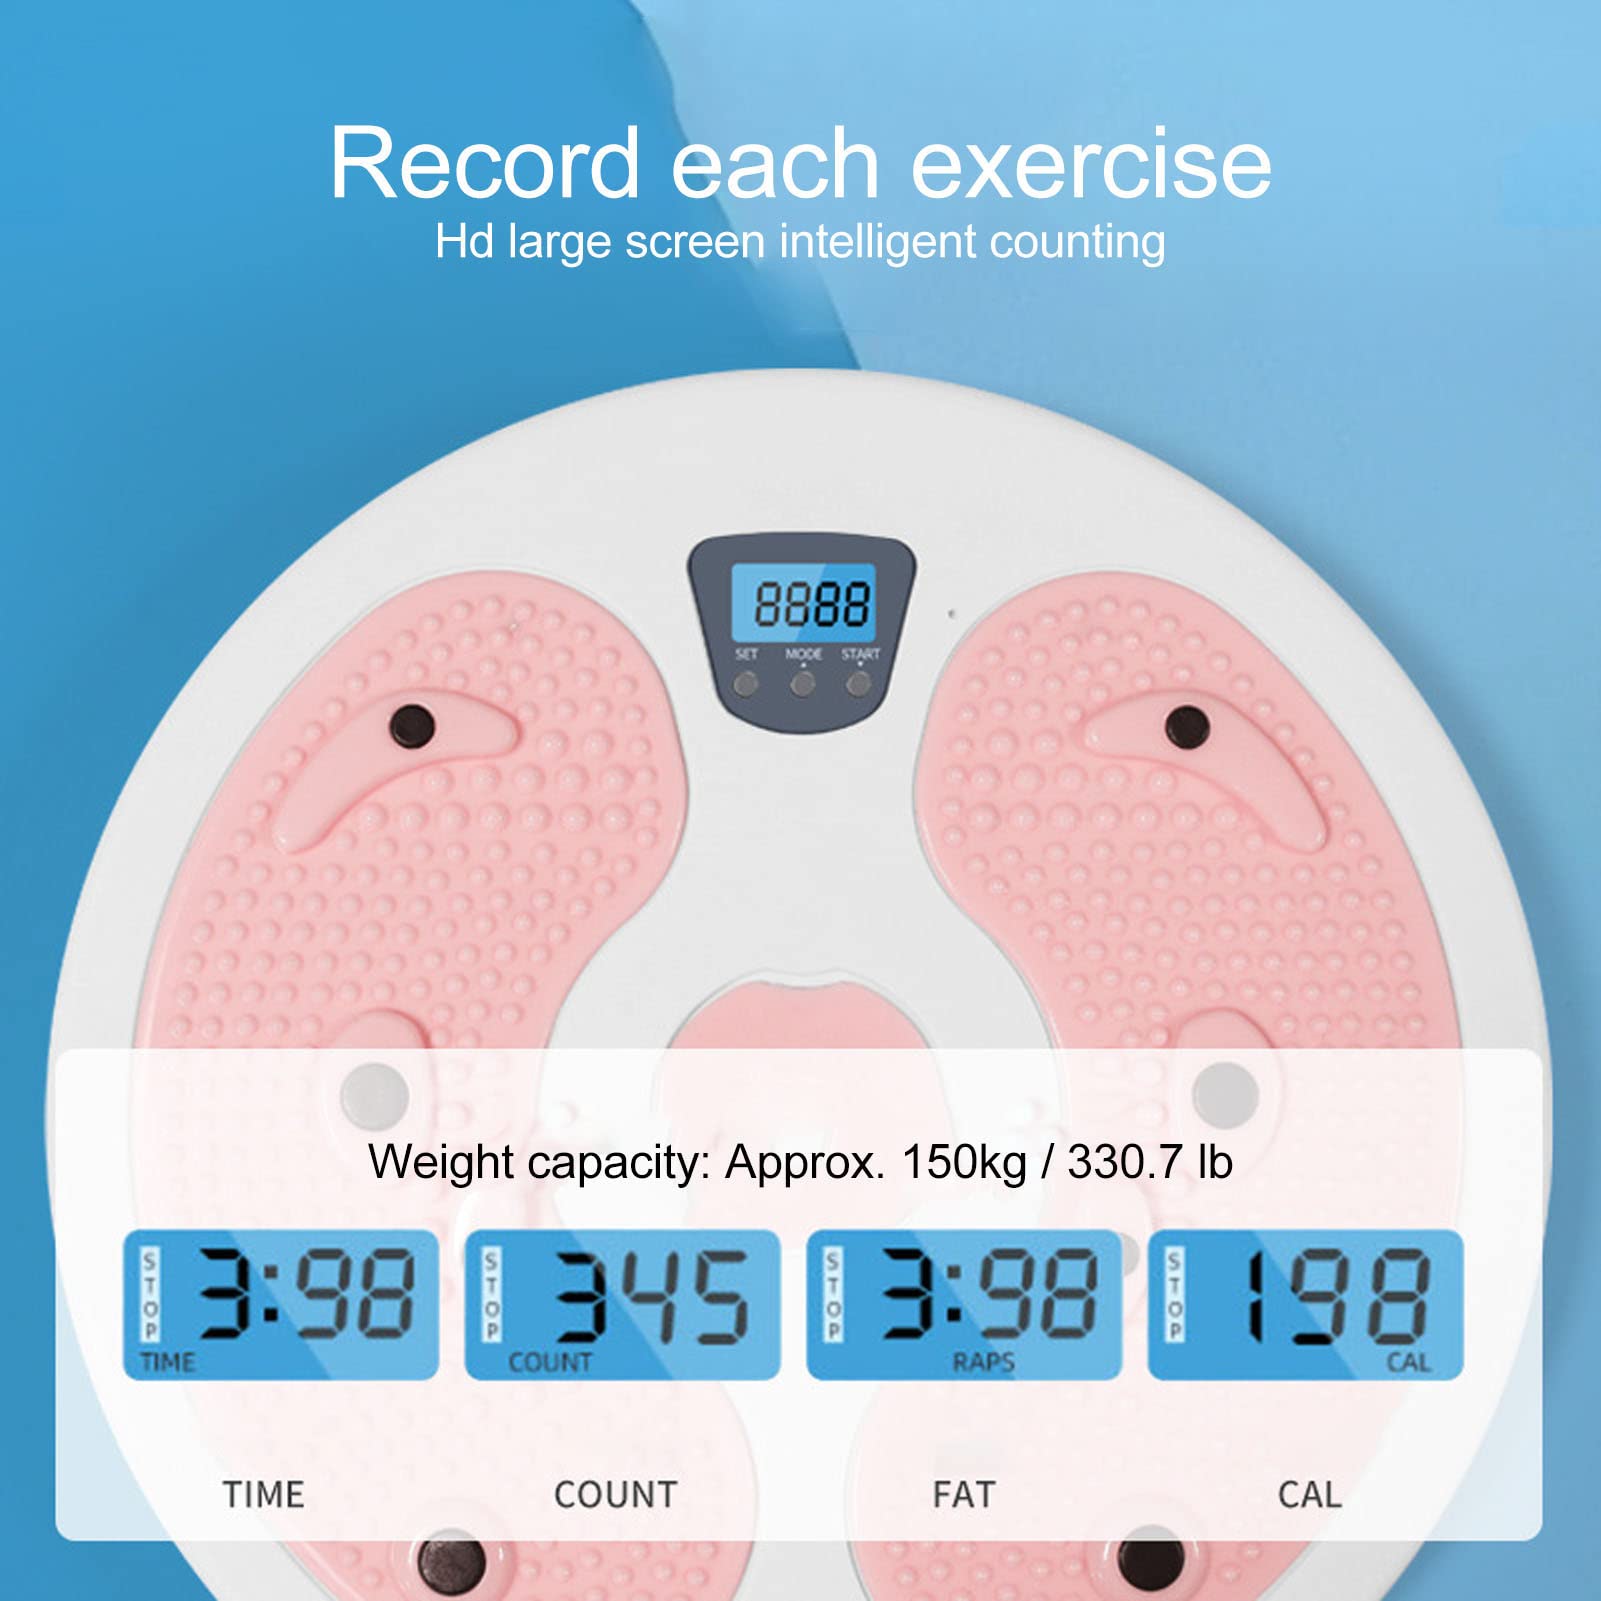 Record each exercise
Hd large screen intelligent counting
8888
SET MODE START
Weight capacity: Approx. 150kg / 330.7 lb
STOP 3:98 STOP 345 STOP 3:98 STOP 198
TIME COUNT RAPS CAL
TIME COUNT FAT CAL